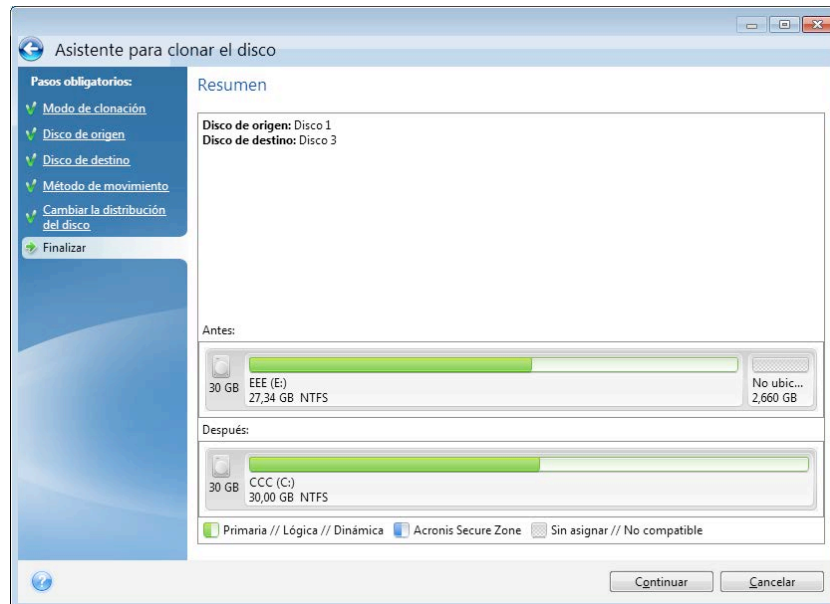 Asistente para clonar el disco
Pasos obligatorios:
Modo de clonación
Disco de origen
Disco de destino
Método de movimiento
Cambiar la distribución
del disco
Finalizar
Resumen
Disco de origen: Disco 1
Disco de destino: Disco 3
Antes:
30 GB
EEE (E:)
27,34 GB NTFS
No ubic...
2,660 GB
Después:
30 GB
CCC (C:)
30,00 GB NTFS
Primaria // Lógica // Dinámica
Acronis Secure Zone
Sin asignar // No compatible
?
Continuar
Cancelar